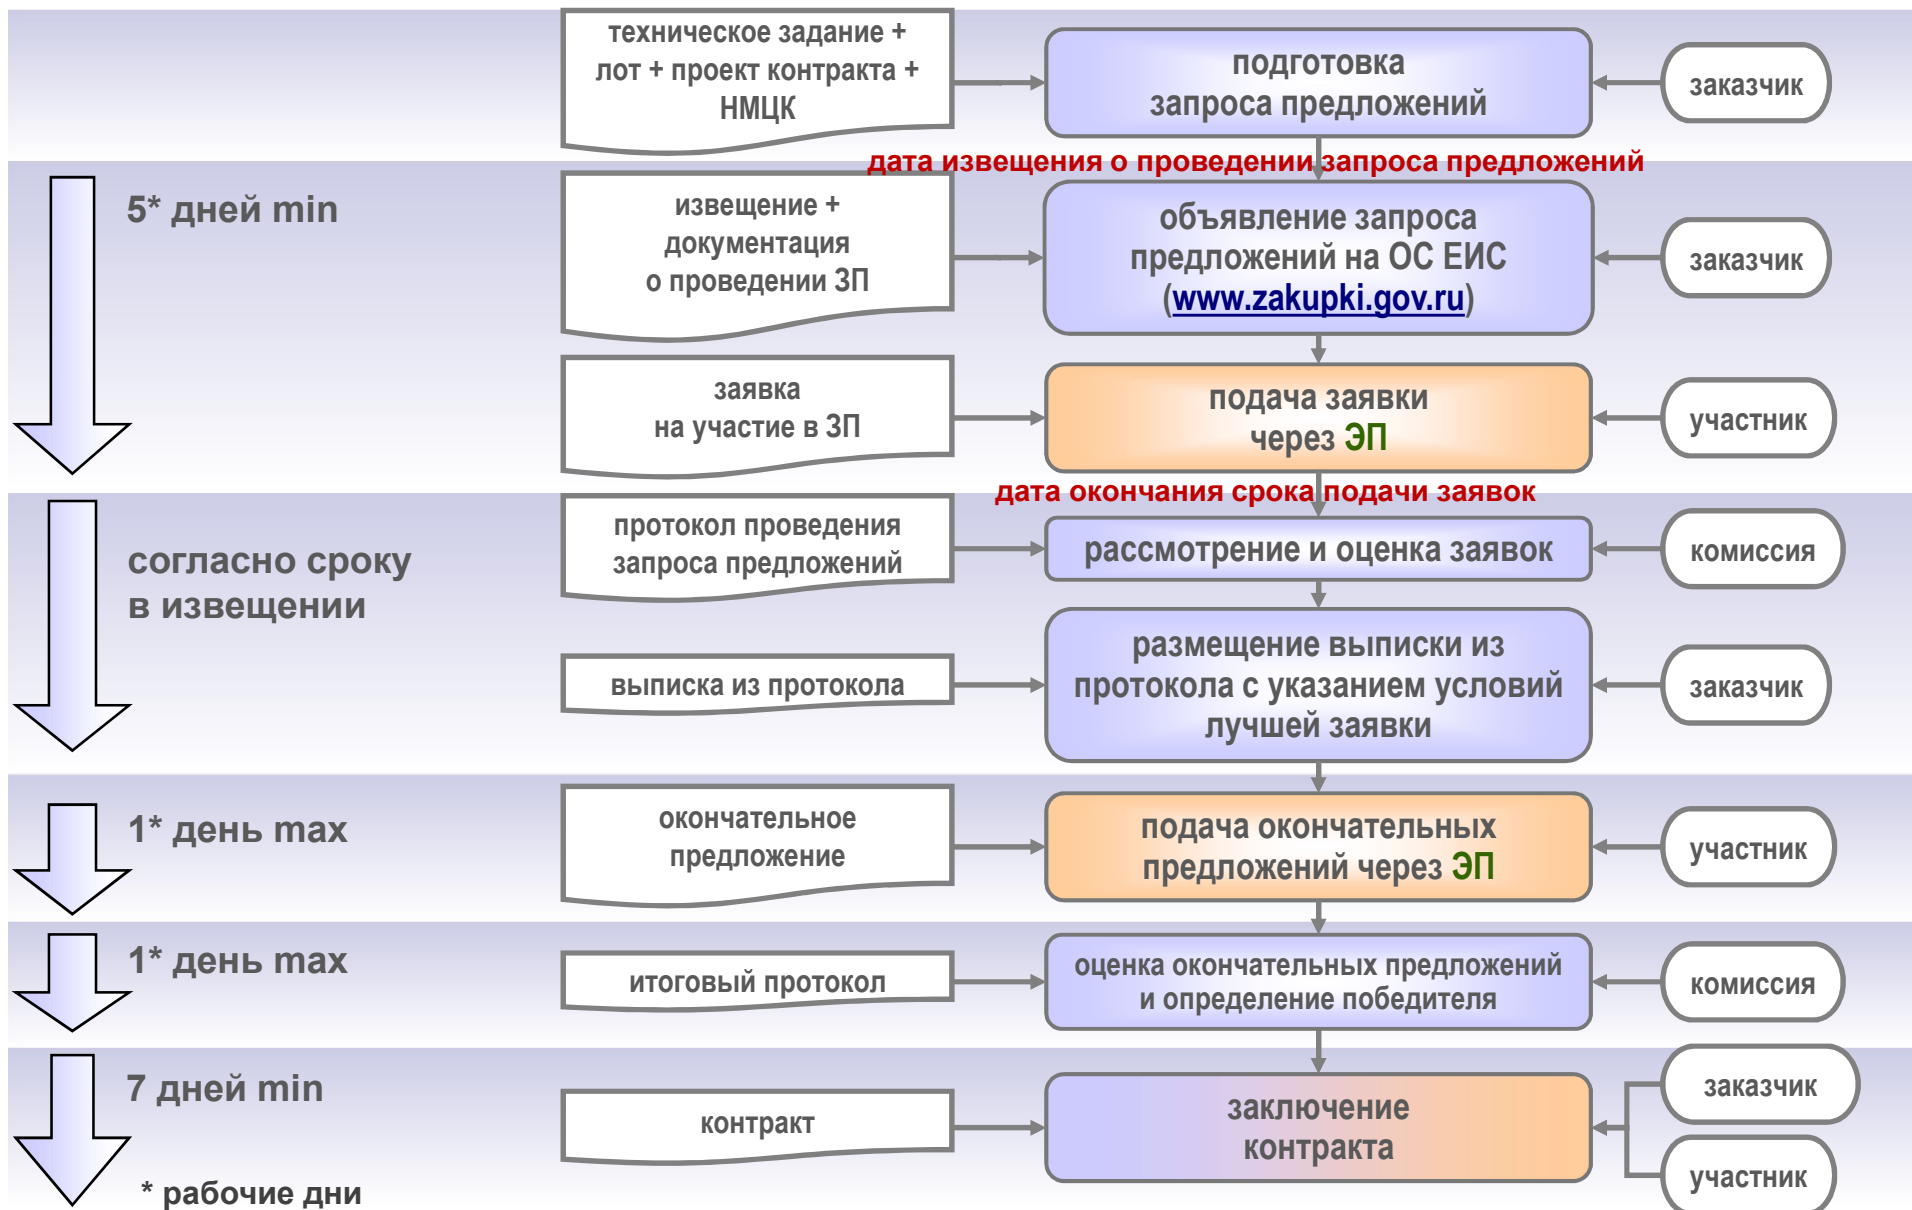 техническое задание +
лот + проект контракта +
НМЦК
подготовка
запроса предложений
заказчик
дата извещения о проведении запроса предложений
5* дней min
извещение +
документация
о проведении ЗП
объявление запроса
предложений на ОС ЕИС
(www.zakupki.gov.ru)
заказчик
заявка
на участие в ЗП
подача заявки
через ЭП
участник
дата окончания срока подачи заявок
согласно сроку
в извещении
протокол проведения
запроса предложений
рассмотрение и оценка заявок
комиссия
выписка из протокола
размещение выписки из
протокола с указанием условий
лучшей заявки
заказчик
1* день max
окончательное
предложение
подача окончательных
предложений через ЭП
участник
1* день max
итоговый протокол
оценка окончательных предложений
и определение победителя
комиссия
7 дней min
контракт
заключение
контракта
заказчик
участник
* рабочие дни